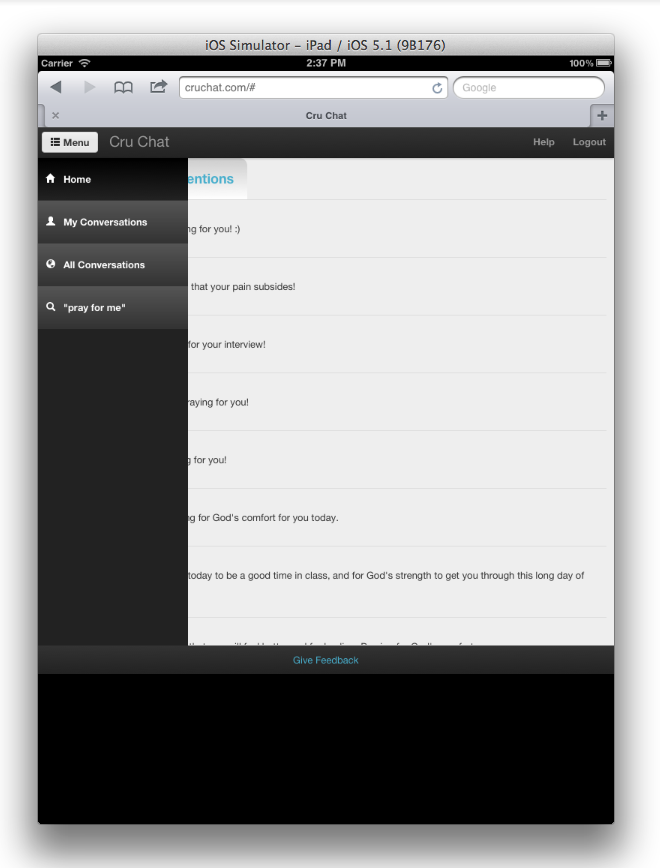 iOS Simulator – iPad / iOS 5.1 (9B176)
Carrier 2:37 PM 100%
cruchat.com/# Google
Cru Chat
Menu Cru Chat Help Logout
Home
entions
My Conversations
ng for you! :)
All Conversations
that your pain subsides!
"pray for me"
for your interview!
raying for you!
g for you!
ng for God's comfort for you today.
today to be a good time in class, and for God's strength to get you through this long day of
Give Feedback